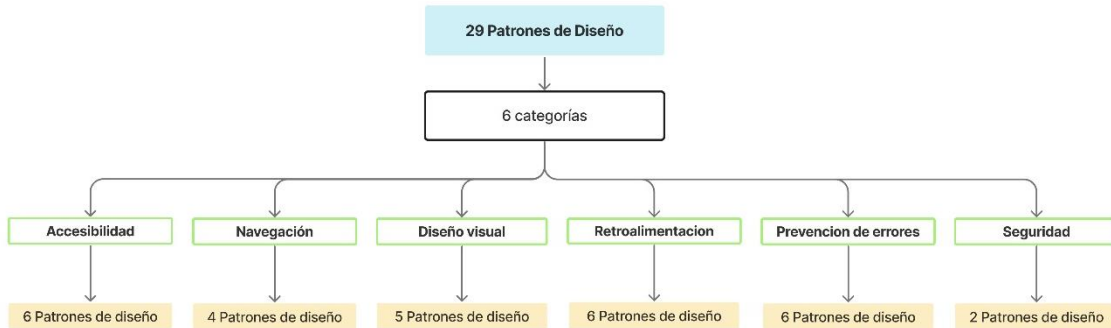 29 Patrones de Diseño
6 categorías
Accesibilidad
Navegación
Diseño visual
Retroalimentacion
Prevencion de errores
Seguridad
6 Patrones de diseño
4 Patrones de diseño
5 Patrones de diseño
6 Patrones de diseño
6 Patrones de diseño
2 Patrones de diseño